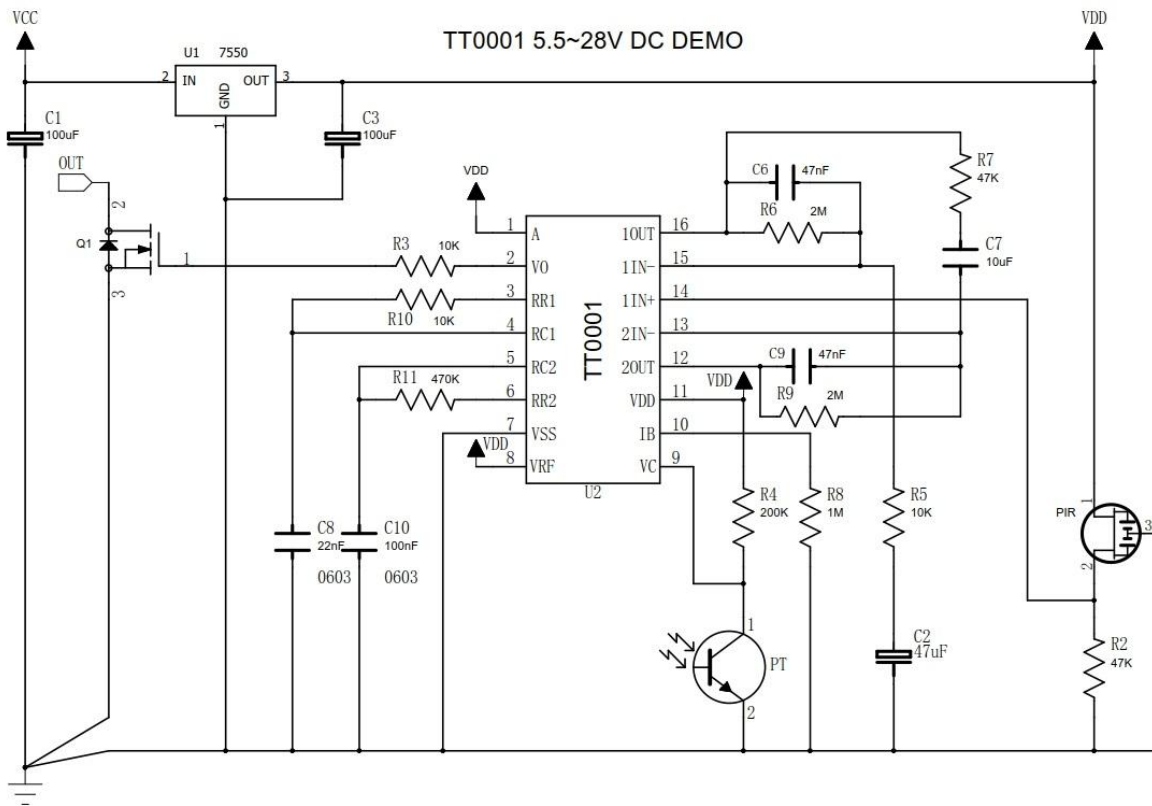 VCC
VDD
TT0001 5.5~28V DC DEMO
U1 7550
2 IN OUT 3
GND
1
C1
100uF
C3
100uF
OUT
2
Q1
1
3
VDD
C6 47nF
R6 2M
R7
47K
C7
10uF
R3 10K
R10 10K
R11 470K
1 A 1OUT 16
2 VO 1IN- 15
3 RR1 1IN+ 14
4 RC1 2IN- 13
5 RC2 2OUT 12
6 RR2 VDD 11
7 VSS IB 10
8 VRF VC 9
TT0001
U2
VDD
C9 47nF
VDD
R9 2M
R4
200K
R8
1M
R5
10K
PIR
1
3
2
C8
22nF
0603
C10
100nF
0603
1
PT
2
C2
47uF
R2
47K